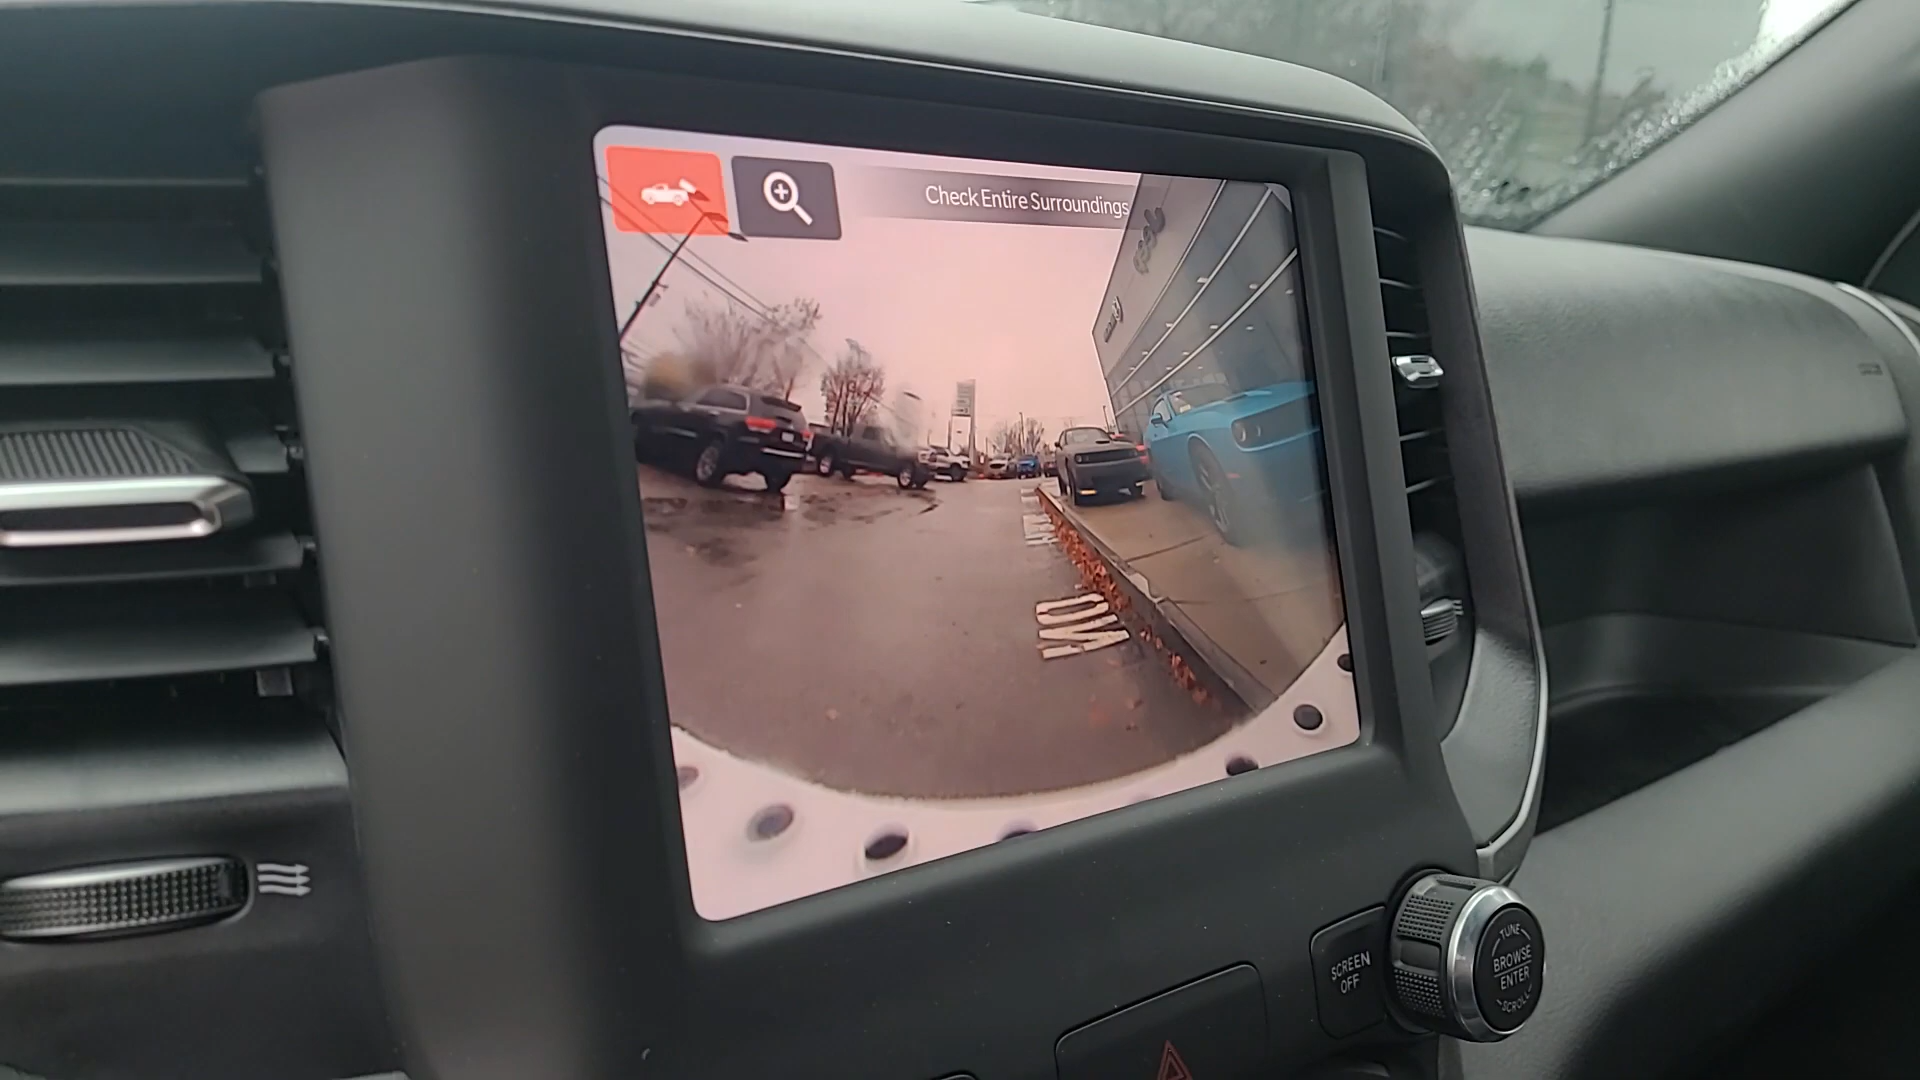 Check Entire Surroundings
SCREEN
OFF
TUNE
BROWSE
ENTER
SCROLL